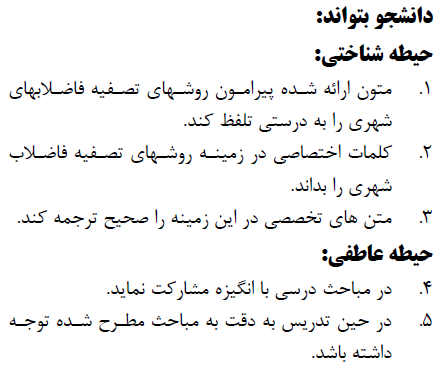 دانشجو بتواند:
حیطه شناختی:
۱. متون ارائه شده پیرامون روشهای تصفیه فاضلابهای
شهری را به درستی تلفظ کند.
۲. کلمات اختصاصی در زمینه روشهای تصفیه فاضلاب
شهری را بداند.
۳. متن های تخصصی در این زمینه را صحیح ترجمه کند.
حیطه عاطفی:
۴. در مباحث درسی با انگیزه مشارکت نماید.
۵. در حین تدریس به دقت به مباحث مطرح شده توجه
داشته باشد.